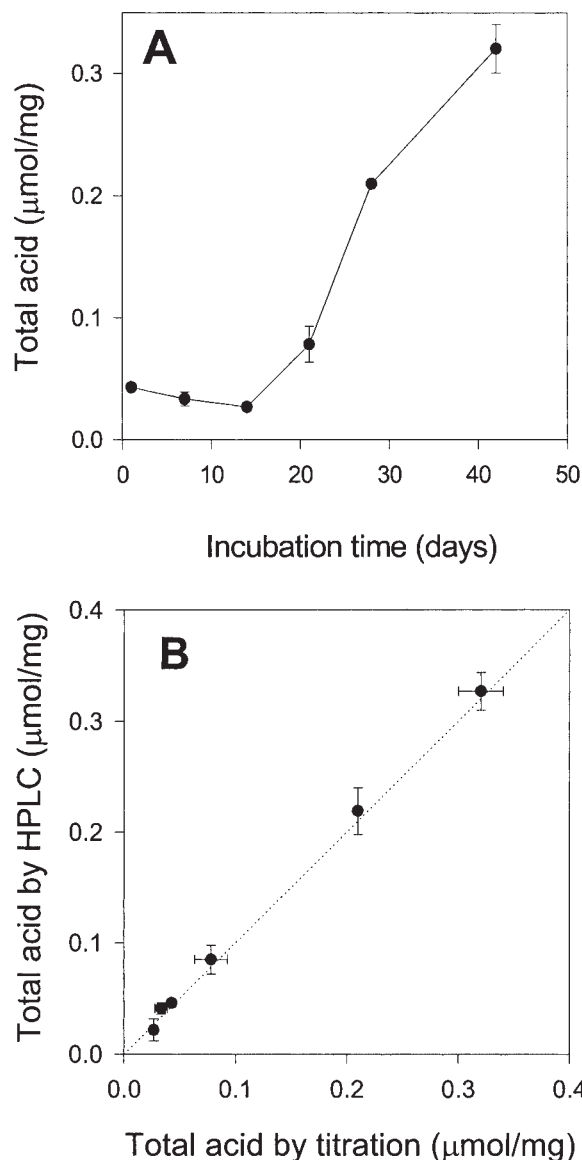 A
Total acid (μmol/mg)
0.3
0.2
0.1
0.0
0 10 20 30 40 50
Incubation time (days)
B
Total acid by HPLC (μmol/mg)
0.4
0.3
0.2
0.1
0.0
0.0 0.1 0.2 0.3 0.4
Total acid by titration (μmol/mg)